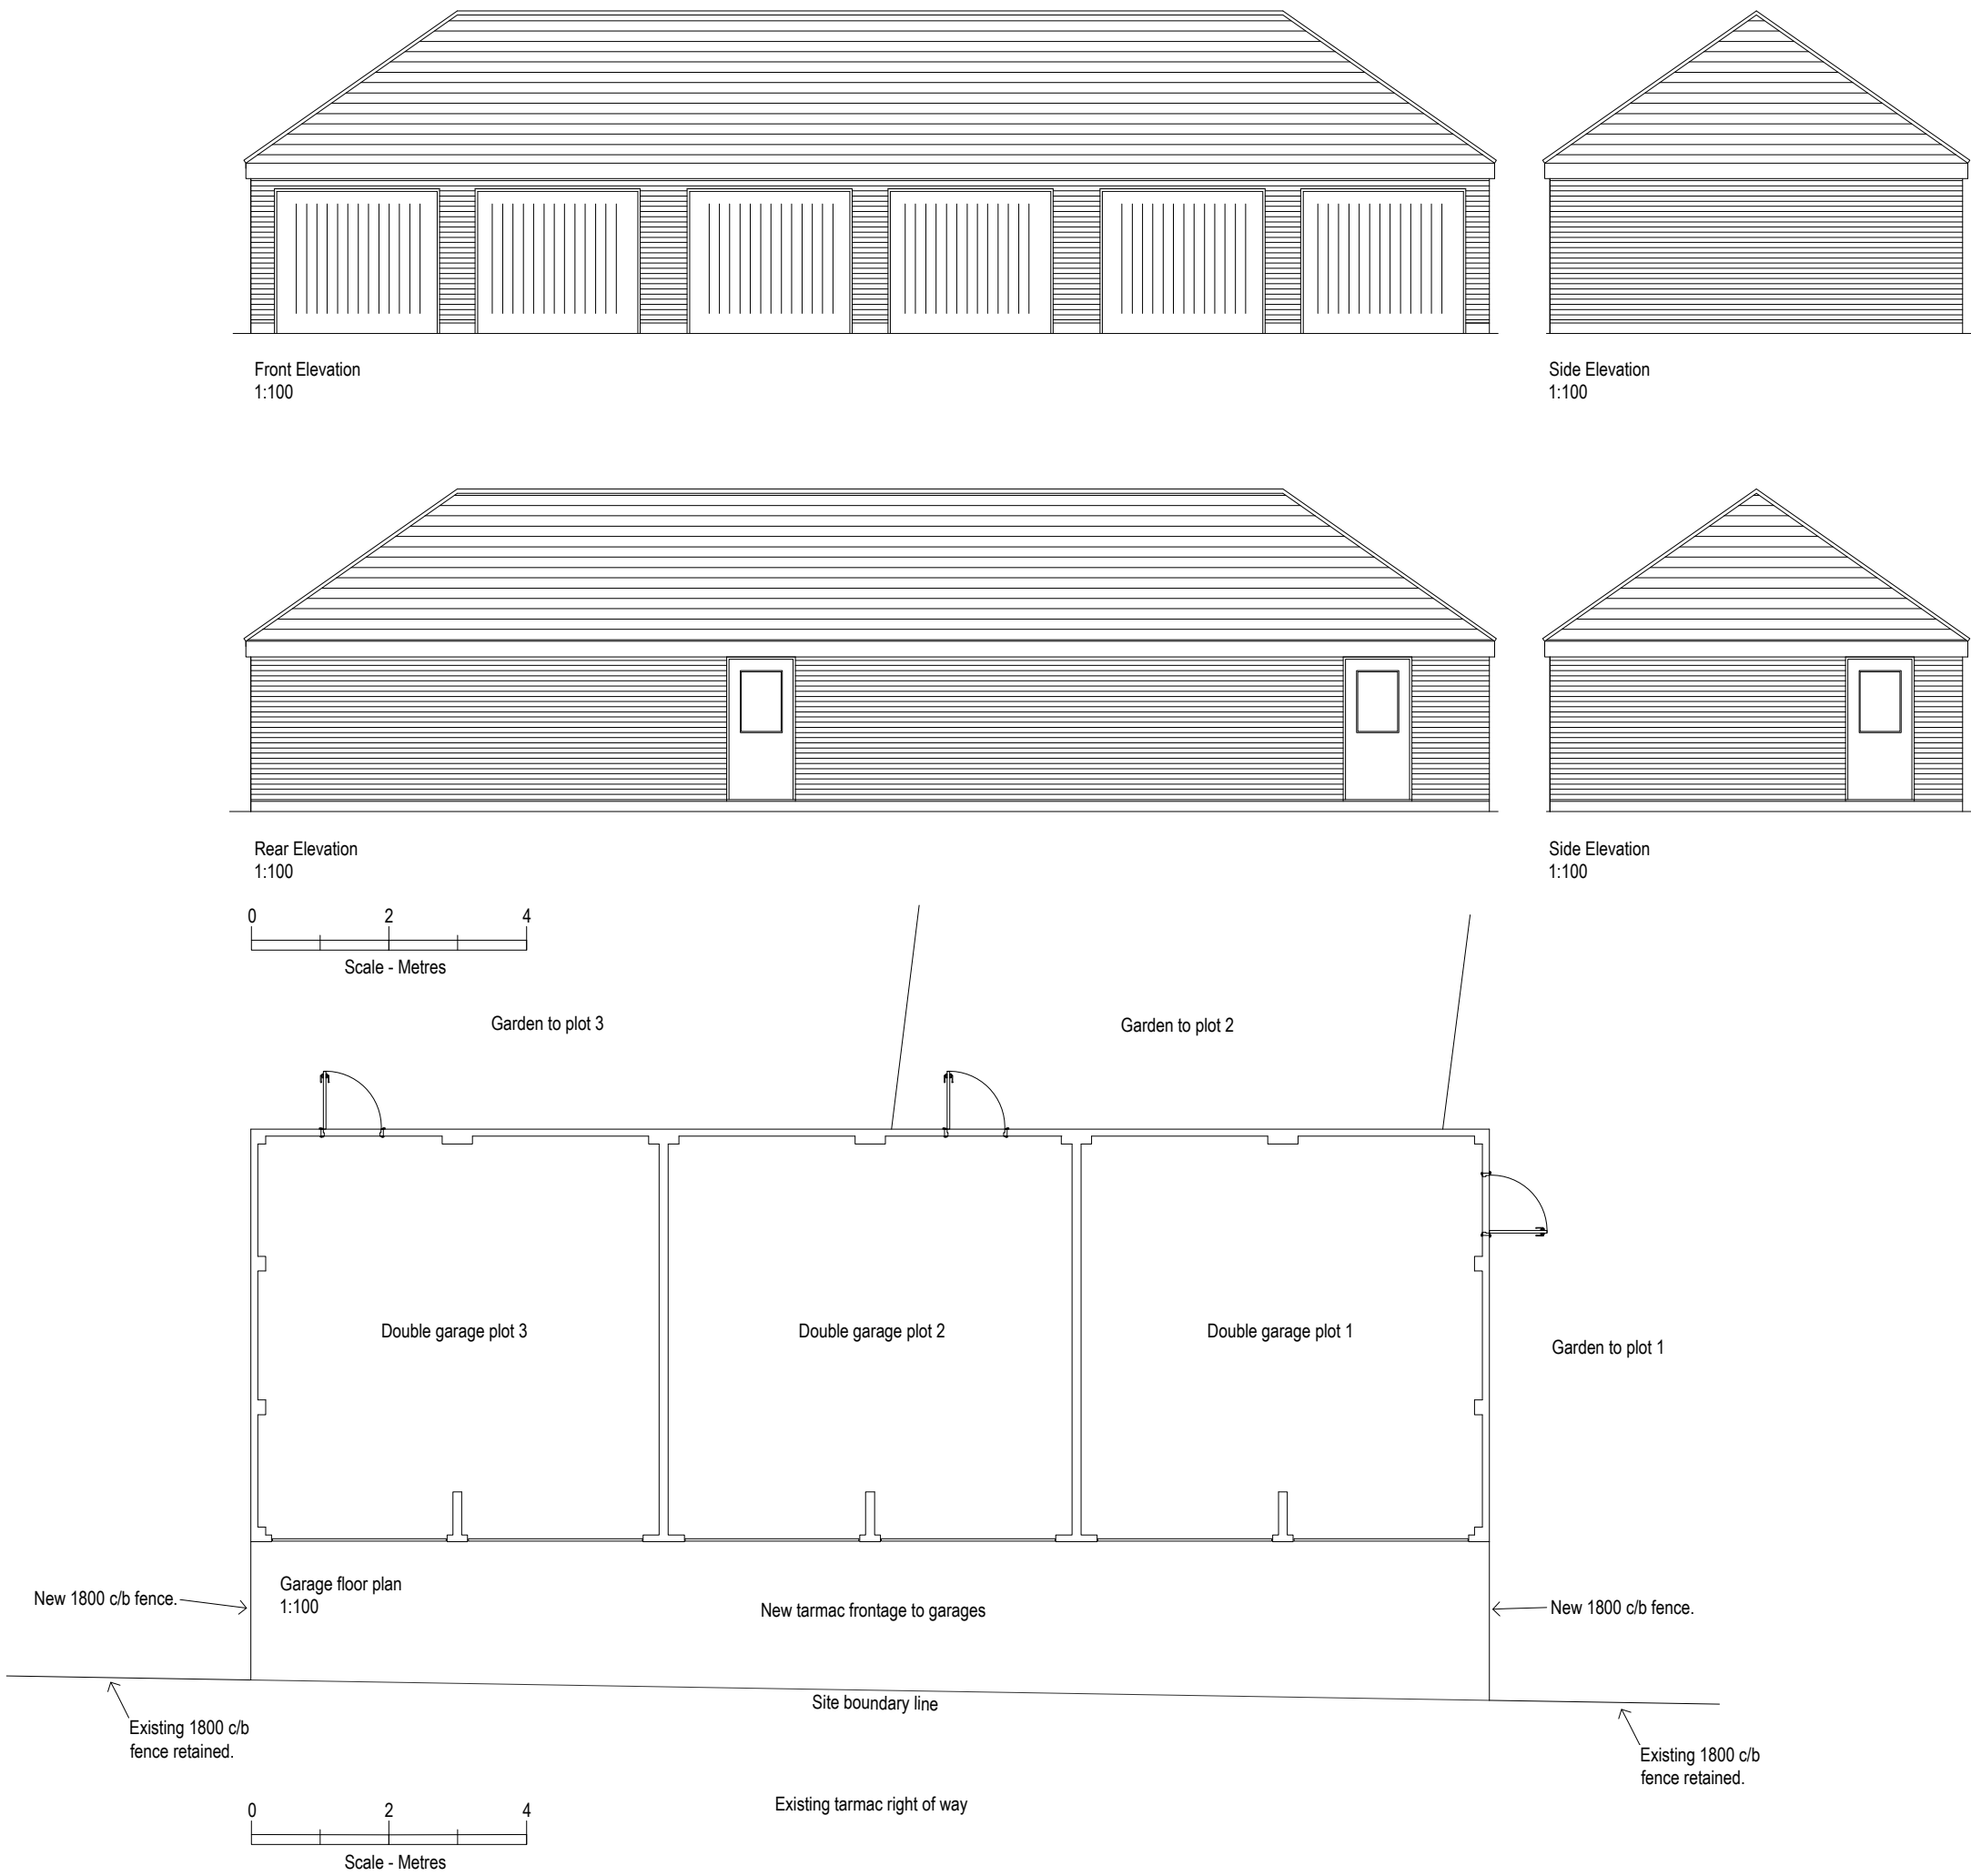 Front Elevation
1:100
Side Elevation
1:100
Rear Elevation
1:100
Side Elevation
1:100
0 2 4
Scale - Metres
Garden to plot 3
Garden to plot 2
Double garage plot 3
Double garage plot 2
Double garage plot 1
Garden to plot 1
Garage floor plan
1:100
New 1800 c/b fence.
New tarmac frontage to garages
New 1800 c/b fence.
Site boundary line
Existing 1800 c/b
fence retained.
Existing 1800 c/b
fence retained.
Existing tarmac right of way
0 2 4
Scale - Metres